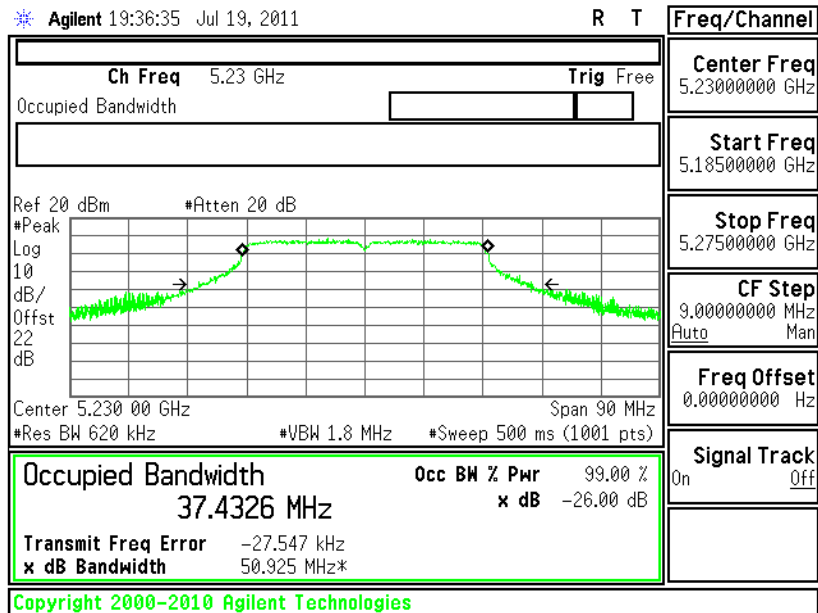 Agilent 19:36:35 Jul 19, 2011 R T
Freq/Channel
Ch Freq 5.23 GHz Trig Free
Occupied Bandwidth
Center Freq
5.23000000 GHz
Start Freq
5.18500000 GHz
Stop Freq
5.27500000 GHz
CF Step
9.00000000 MHz
Auto Man
Freq Offset
0.00000000 Hz
Signal Track
On Off
Ref 20 dBm #Atten 20 dB
#Peak
Log
10
dB/
Offst
22
dB
Center 5.230 00 GHz Span 90 MHz
#Res BW 620 kHz #VBW 1.8 MHz #Sweep 500 ms (1001 pts)
Occupied Bandwidth
37.4326 MHz
Occ BW % Pwr 99.00 %
x dB -26.00 dB
Transmit Freq Error -27.547 kHz
x dB Bandwidth 50.925 MHz*
Copyright 2000-2010 Agilent Technologies